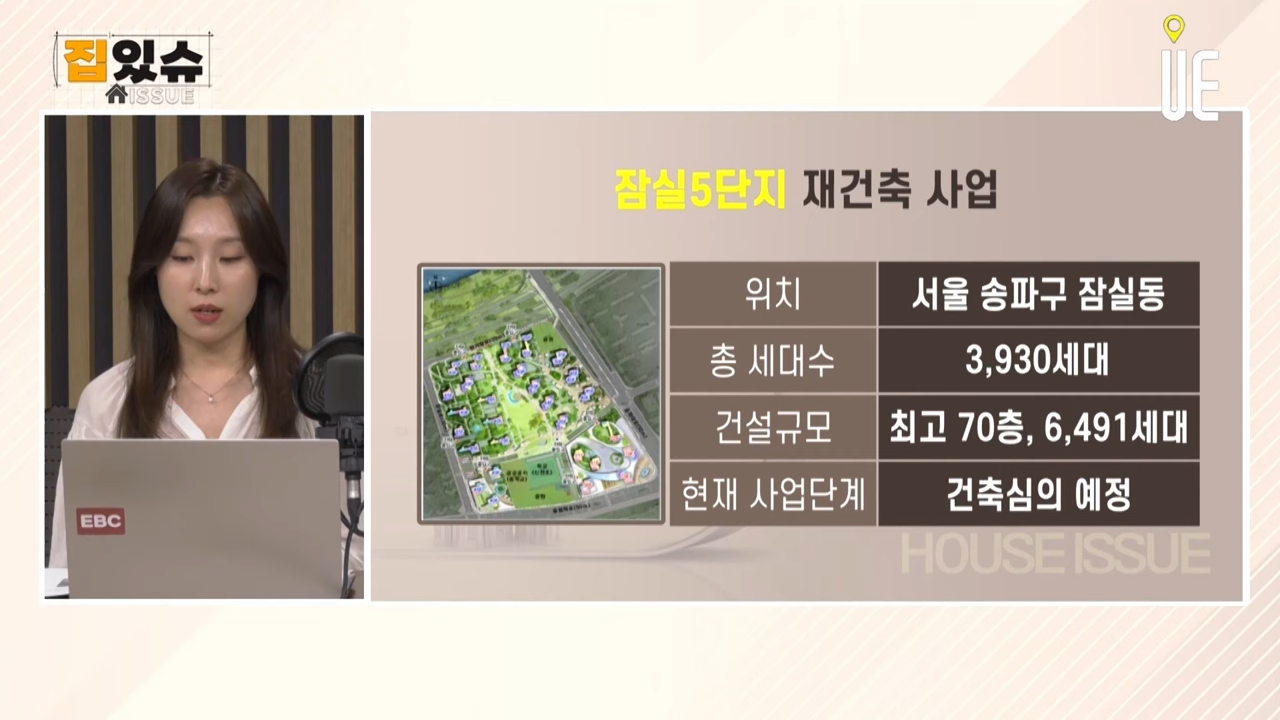 집있슈
ISSUE
UE
잠실5단지 재건축 사업
위치 서울 송파구 잠실동
총 세대수 3,930세대
건설규모 최고 70층, 6,491세대
현재 사업단계 건축심의 예정
EBC
HOUSE ISSUE